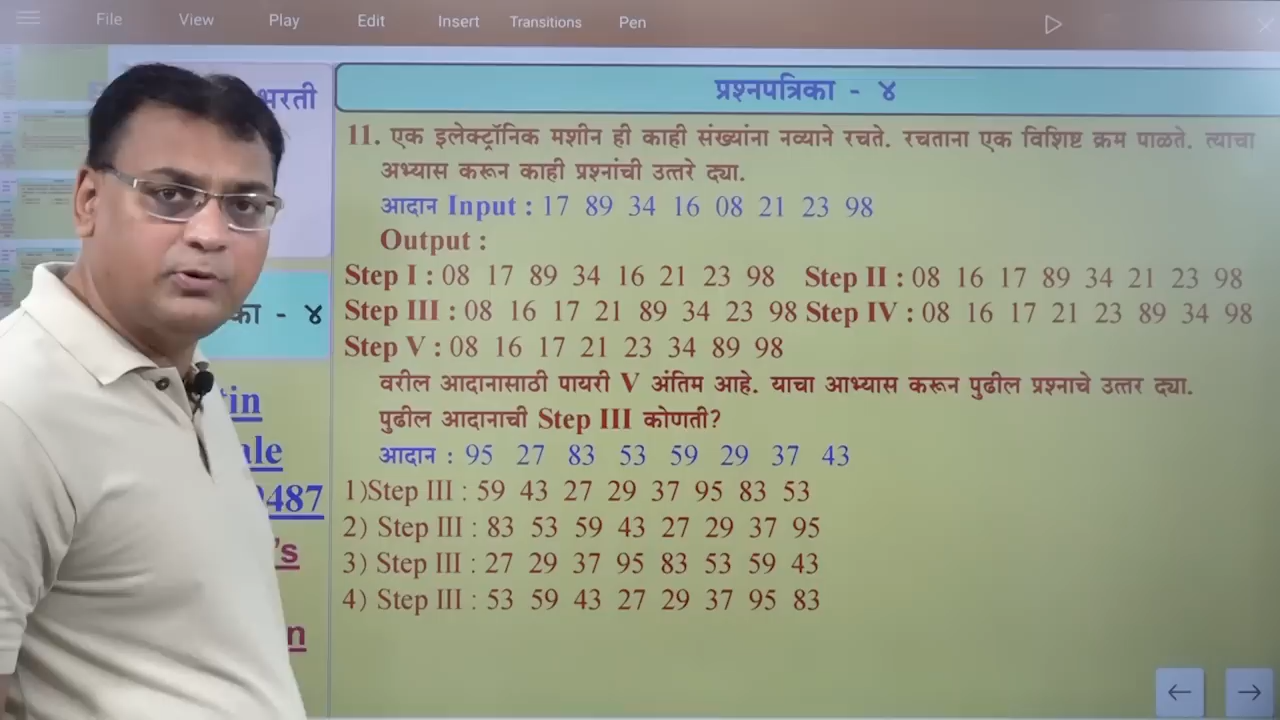 File View Play Edit Insert Transitions Pen
भरती
का - ४
in
ale
487
's
n
प्रश्नपत्रिका - ४
11. एक इलेक्ट्रॉनिक मशीन ही काही संख्यांना नव्याने रचते. रचताना एक विशिष्ट क्रम पाळते. त्याचा
अभ्यास करून काही प्रश्नांची उत्तरे द्या.
आदान Input : 17 89 34 16 08 21 23 98
Output :
Step I : 08 17 89 34 16 21 23 98 Step II : 08 16 17 89 34 21 23 98
Step III : 08 16 17 21 89 34 23 98 Step IV : 08 16 17 21 23 89 34 98
Step V : 08 16 17 21 23 34 89 98
वरील आदानासाठी पायरी V अंतिम आहे. याचा आभ्यास करून पुढील प्रश्नाचे उत्तर द्या.
पुढील आदानाची Step III कोणती?
आदान : 95 27 83 53 59 29 37 43
1)Step III : 59 43 27 29 37 95 83 53
2) Step III : 83 53 59 43 27 29 37 95
3) Step III : 27 29 37 95 83 53 59 43
4) Step III : 53 59 43 27 29 37 95 83